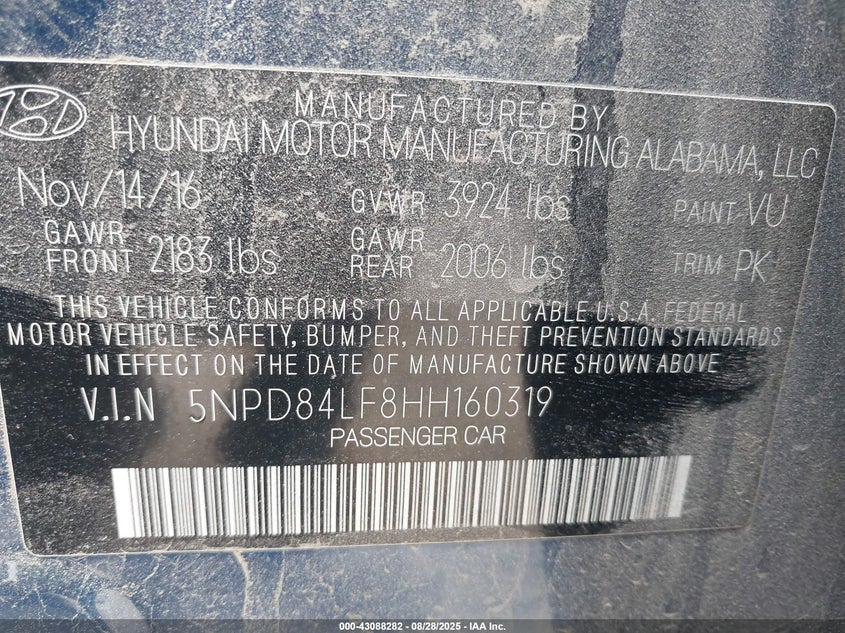 MANUFACTURED BY
HYUNDAI MOTOR MANUFACTURING ALABAMA, LLC
Nov/14/16 GVWR 3924 lbs PAINT VU
GAWR FRONT 2183 lbs GAWR REAR 2006 lbs TRIM PK
THIS VEHICLE CONFORMS TO ALL APPLICABLE U.S.A. FEDERAL
MOTOR VEHICLE SAFETY, BUMPER, AND THEFT PREVENTION STANDARDS
IN EFFECT ON THE DATE OF MANUFACTURE SHOWN ABOVE
V.I.N 5NPD84LF8HH160319
PASSENGER CAR
000-43088282 | 08/28/2025 - IAA Inc.